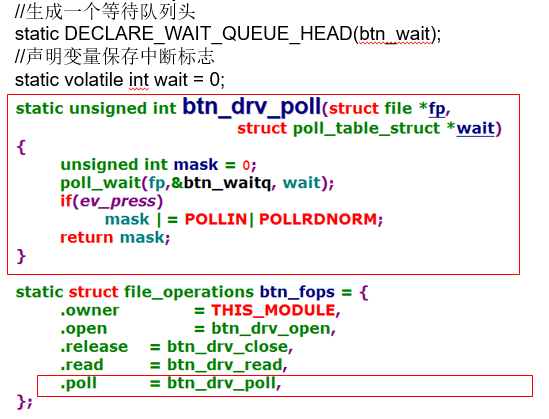 //生成一个等待队列头
static DECLARE_WAIT_QUEUE_HEAD(btn_wait);
//声明变量保存中断标志
static volatile int wait = 0;
static unsigned int btn_drv_poll(struct file *fp,
struct poll_table_struct *wait)
{
unsigned int mask = 0;
poll_wait(fp,&btn_waitq, wait);
if(ev_press)
mask |= POLLIN| POLLRDNORM;
return mask;
}
static struct file_operations btn_fops = {
.owner = THIS_MODULE,
.open = btn_drv_open,
.release = btn_drv_close,
.read = btn_drv_read,
.poll = btn_drv_poll,
};